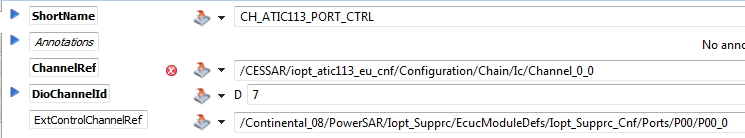 ShortName CH_ATIC113_PORT_CTRL
Annotations No anno
ChannelRef /CESSAR/iopt_atic113_eu_cnf/Configuration/Chain/Ic/Channel_0_0
DioChannelId D 7
ExtControlChannelRef /Continental_08/PowerSAR/Iopt_Supprc/EcucModuleDefs/Iopt_Supprc_Cnf/Ports/P00/P00_0